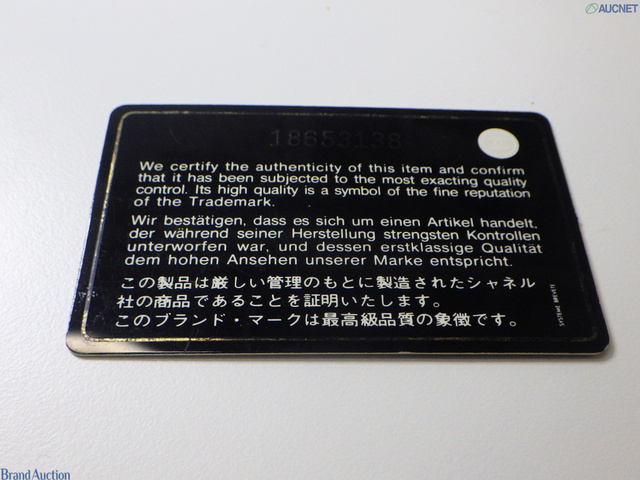 AUCNET
18653138
We certify the authenticity of this item and confirm
that it has been subjected to the most exacting quality
control. Its high quality is a symbol of the fine reputation
of the Trademark.
Wir bestätigen, dass es sich um einen Artikel handelt,
der während seiner Herstellung strengsten Kontrollen
unterworfen war, und dessen erstklassige Qualität
dem hohen Ansehen unserer Marke entspricht.
この製品は厳しい管理のもとに製造されたシャネル
社の商品であることを証明いたします。
このブランド・マークは最高級品質の象徴です。
SYSTEME BREVETE
Brand Auction